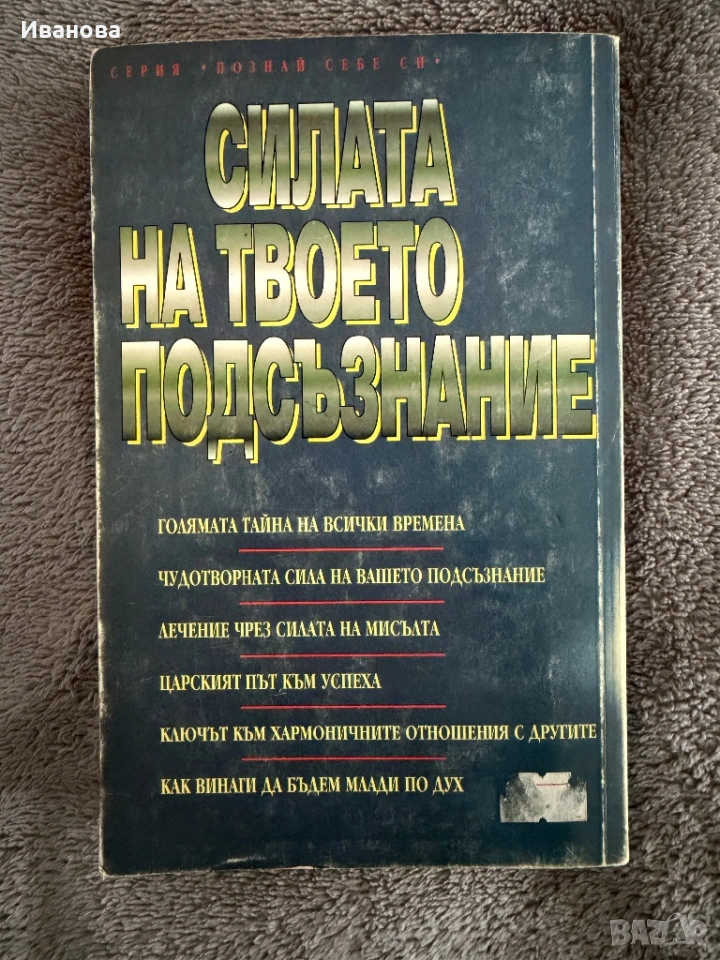 Иванова
СЕРИЯ "ПОЗНАЙ СЕБЕ СИ"
СИЛАТА
НА ТВОЕТО
ПОДСЪЗНАНИЕ
ГОЛЯМАТА ТАЙНА НА ВСИЧКИ ВРЕМЕНА
ЧУДОТВОРНАТА СИЛА НА ВАШЕТО ПОДСЪЗНАНИЕ
ЛЕЧЕНИЕ ЧРЕЗ СИЛАТА НА МИСЪЛТА
ЦАРСКИЯТ ПЪТ КЪМ УСПЕХА
КЛЮЧЪТ КЪМ ХАРМОНИЧНИТЕ ОТНОШЕНИЯ С ДРУГИТЕ
КАК ВИНАГИ ДА БЪДЕМ МЛАДИ ПО ДУХ
BAZAR